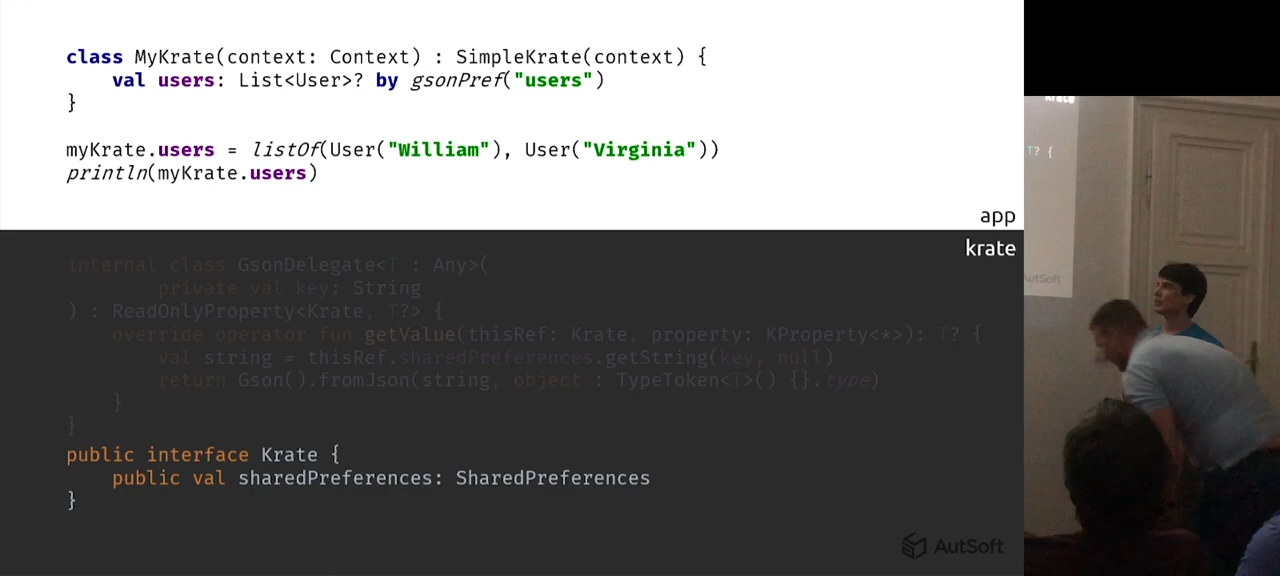 class MyKrate(context: Context) : SimpleKrate(context) {
    val users: List<User>? by gsonPref("users")
}
myKrate.users = listOf(User("William"), User("Virginia"))
println(myKrate.users)
app
krate
internal class GsonDelegate<T : Any>(
        private val key: String
) : ReadOnlyProperty<Krate, T?> {
    override operator fun getValue(thisRef: Krate, property: KProperty<*>): T? {
        val string = thisRef.sharedPreferences.getString(key, null)
        return Gson().fromJson(string, object : TypeToken<T>() {}.type)
    }
}
public interface Krate {
    public val sharedPreferences: SharedPreferences
}
AutSoft
krate
T? {
AutSoft